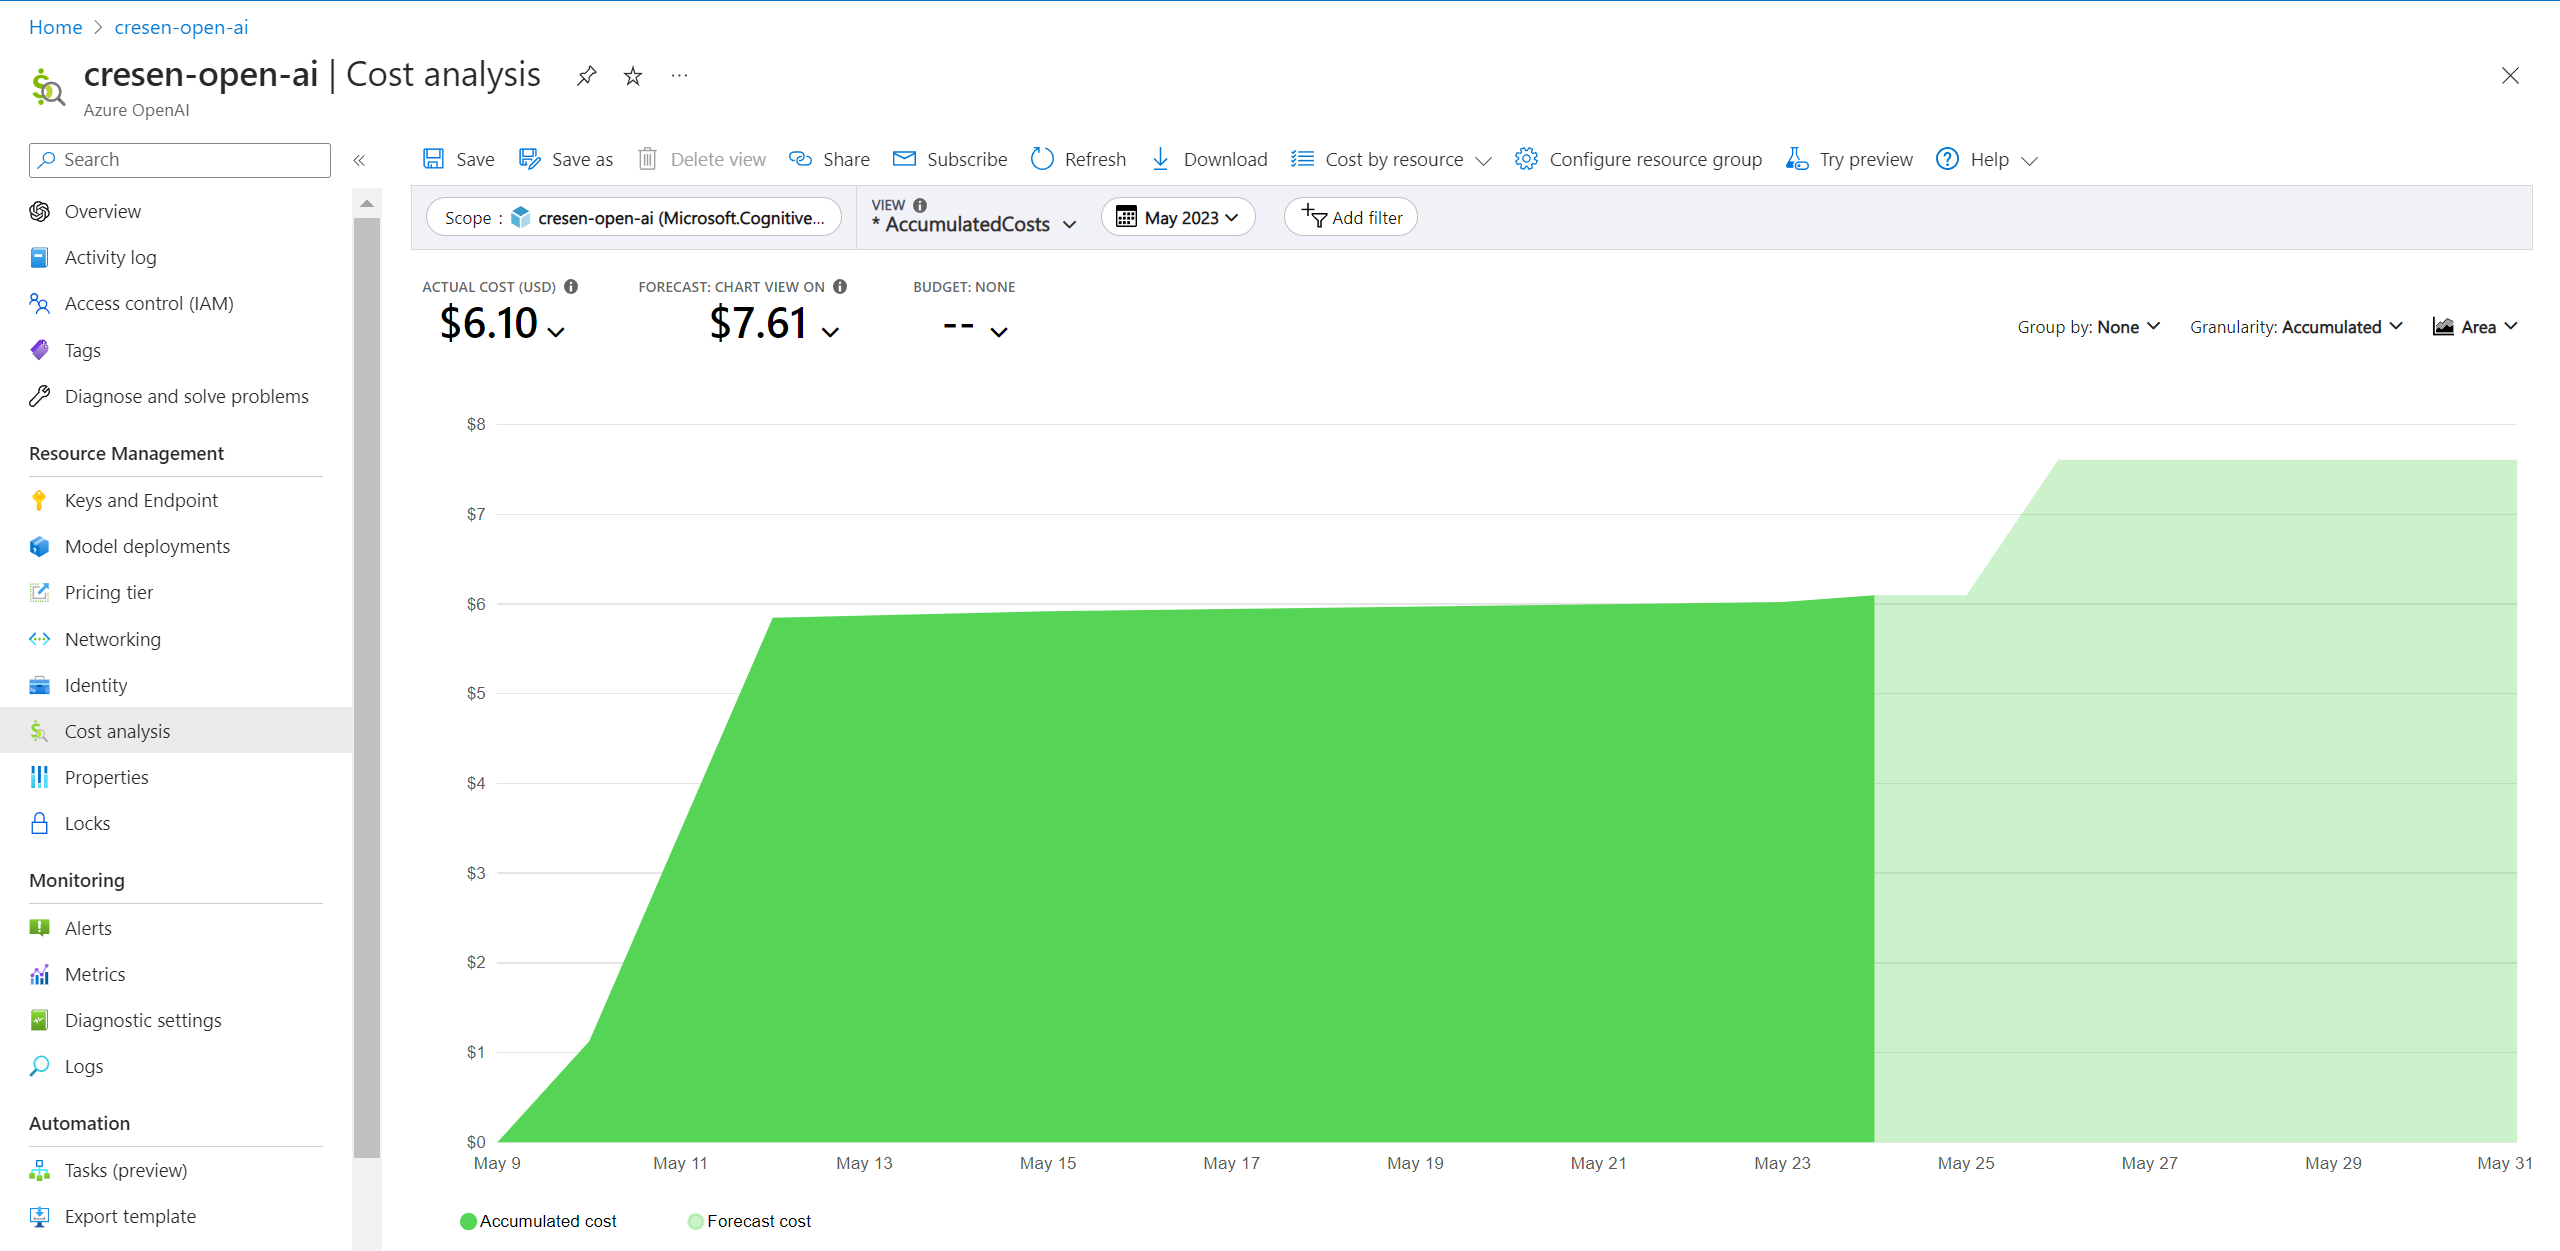 Home > cresen-open-ai
cresen-open-ai | Cost analysis ...
Azure OpenAI
Search
«
Overview
Activity log
Access control (IAM)
Tags
Diagnose and solve problems
Resource Management
Keys and Endpoint
Model deployments
Pricing tier
Networking
Identity
Cost analysis
Properties
Locks
Monitoring
Alerts
Metrics
Diagnostic settings
Logs
Automation
Tasks (preview)
Export template
Save Save as Delete view Share Subscribe Refresh Download Cost by resource Configure resource group Try preview Help
Scope : cresen-open-ai (Microsoft.Cognitive...
VIEW
* AccumulatedCosts
May 2023
Add filter
ACTUAL COST (USD) FORECAST: CHART VIEW ON BUDGET: NONE
$6.10 $7.61 --
Group by: None Granularity: Accumulated Area
$8
$7
$6
$5
$4
$3
$2
$1
$0
May 9 May 11 May 13 May 15 May 17 May 19 May 21 May 23 May 25 May 27 May 29 May 31
Accumulated cost Forecast cost